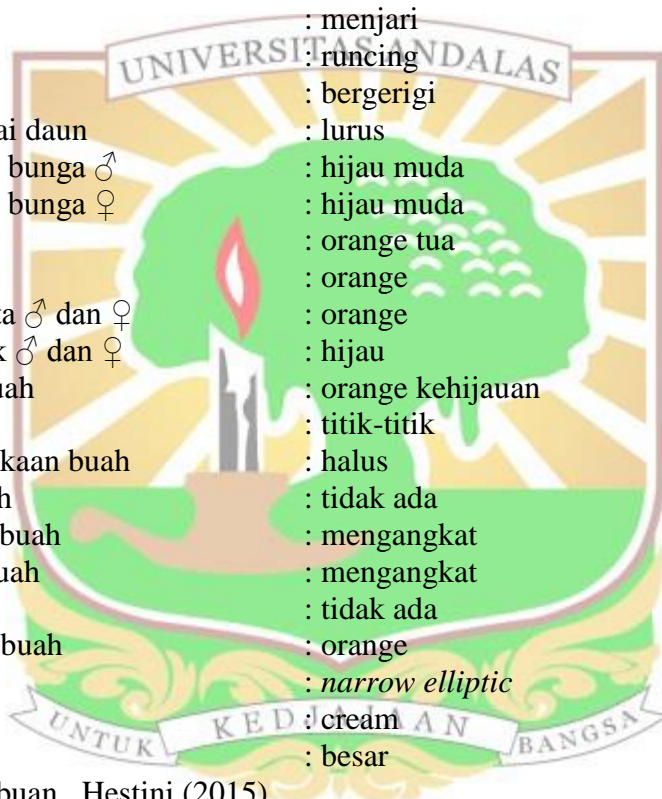 : menjari
UNIVERSITAS ANDALAS
: runcing
: bergerigi
ai daun : lurus
bunga ♂ : hijau muda
bunga ♀ : hijau muda
: orange tua
: orange
ta ♂ dan ♀ : orange
k ♂ dan ♀ : hijau
uah : orange kehijauan
: titik-titik
kaan buah : halus
h : tidak ada
buah : mengangkat
uah : mengangkat
: tidak ada
buah : orange
: narrow elliptic
: cream
UNTUK KEDJAJAAN BANGSA
: besar
buan Hestini (2015)